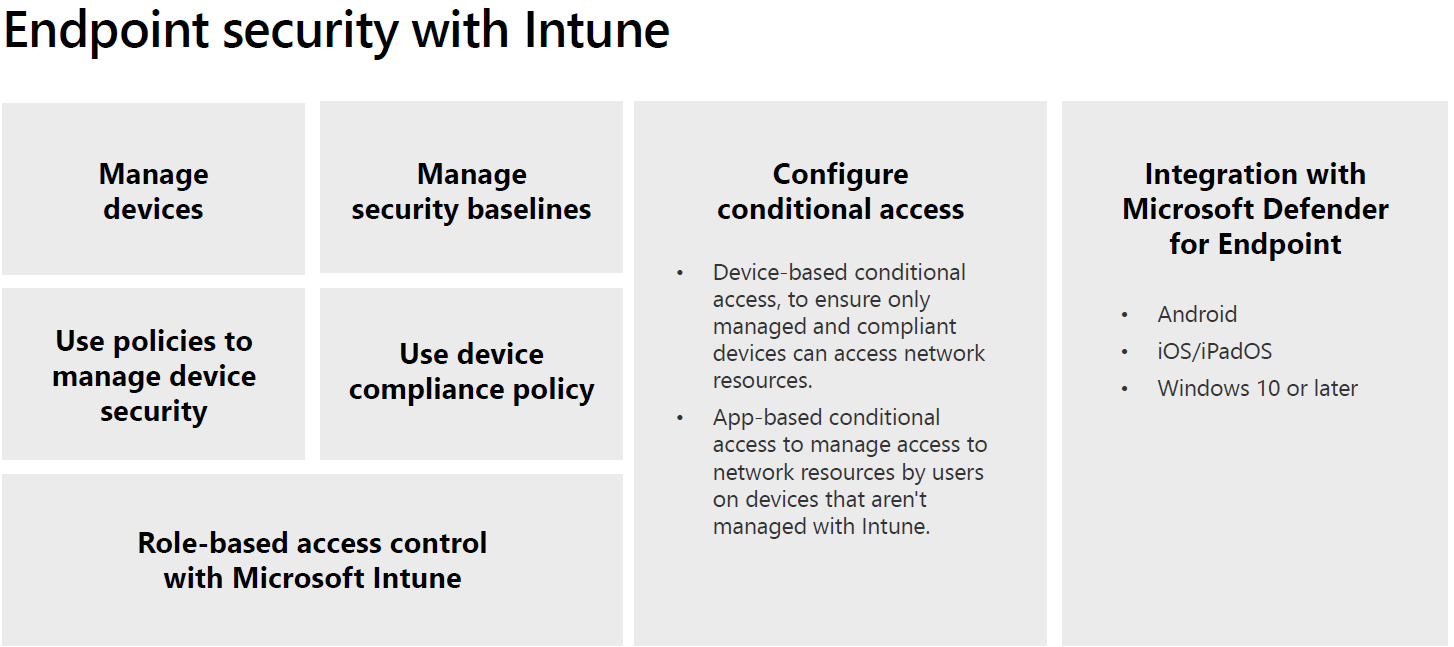 Endpoint security with Intune
Manage
devices
Manage
security baselines
Use policies to
manage device
security
Use device
compliance policy
Role-based access control
with Microsoft Intune
Configure
conditional access
• Device-based conditional
access, to ensure only
managed and compliant
devices can access network
resources.
• App-based conditional
access to manage access to
network resources by users
on devices that aren't
managed with Intune.
Integration with
Microsoft Defender
for Endpoint
• Android
• iOS/iPadOS
• Windows 10 or later